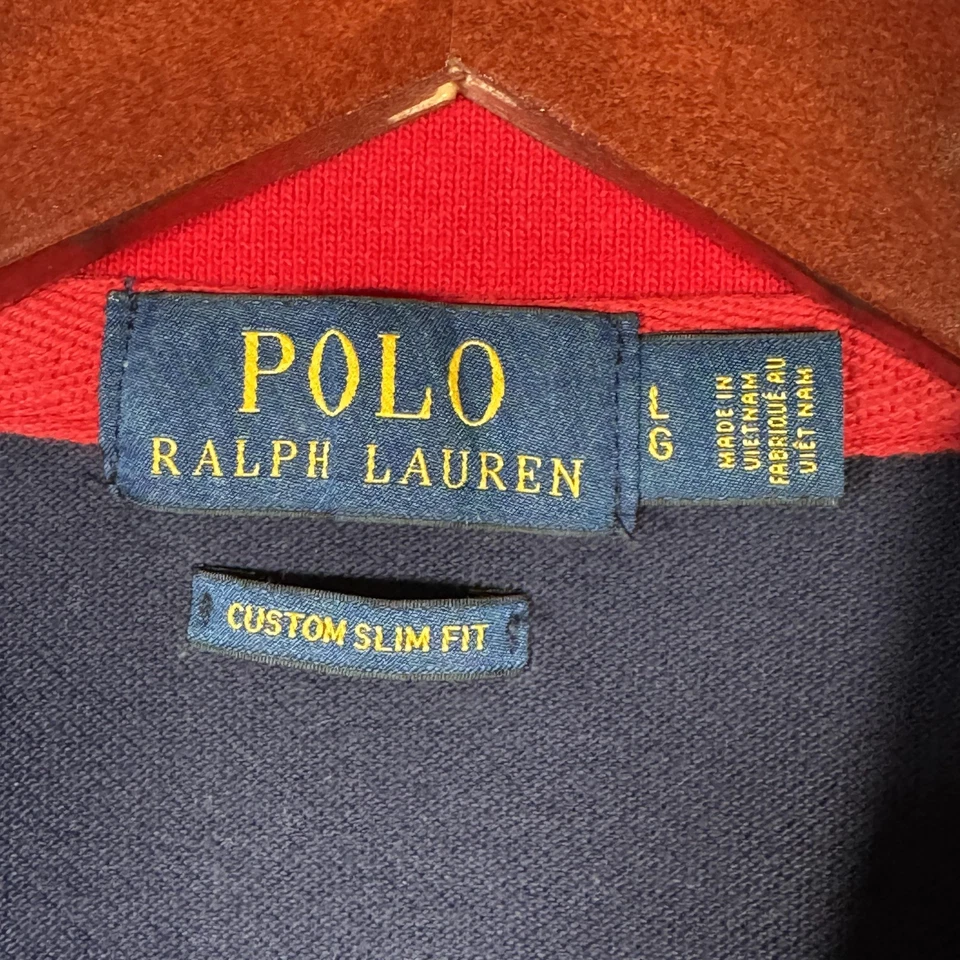 POLO
RALPH LAUREN
L
G
MADE IN
VIETNAM
FABRIQUÉ AU
VIÊT NAM
CUSTOM SLIM FIT